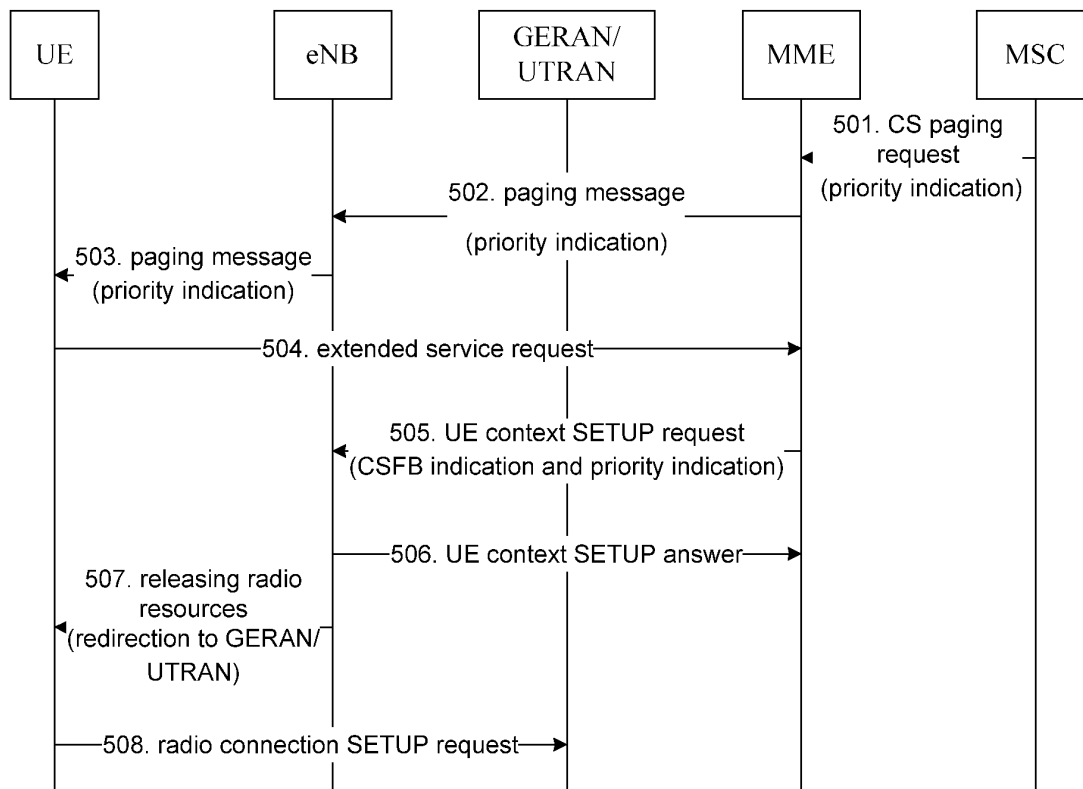 UE
eNB
GERAN/
UTRAN
MME
MSC
501. CS paging
request
(priority indication)
502. paging message
(priority indication)
503. paging message
(priority indication)
504. extended service request
505. UE context SETUP request
(CSFB indication and priority indication)
506. UE context SETUP answer
507. releasing radio
resources
(redirection to GERAN/
UTRAN)
508. radio connection SETUP request